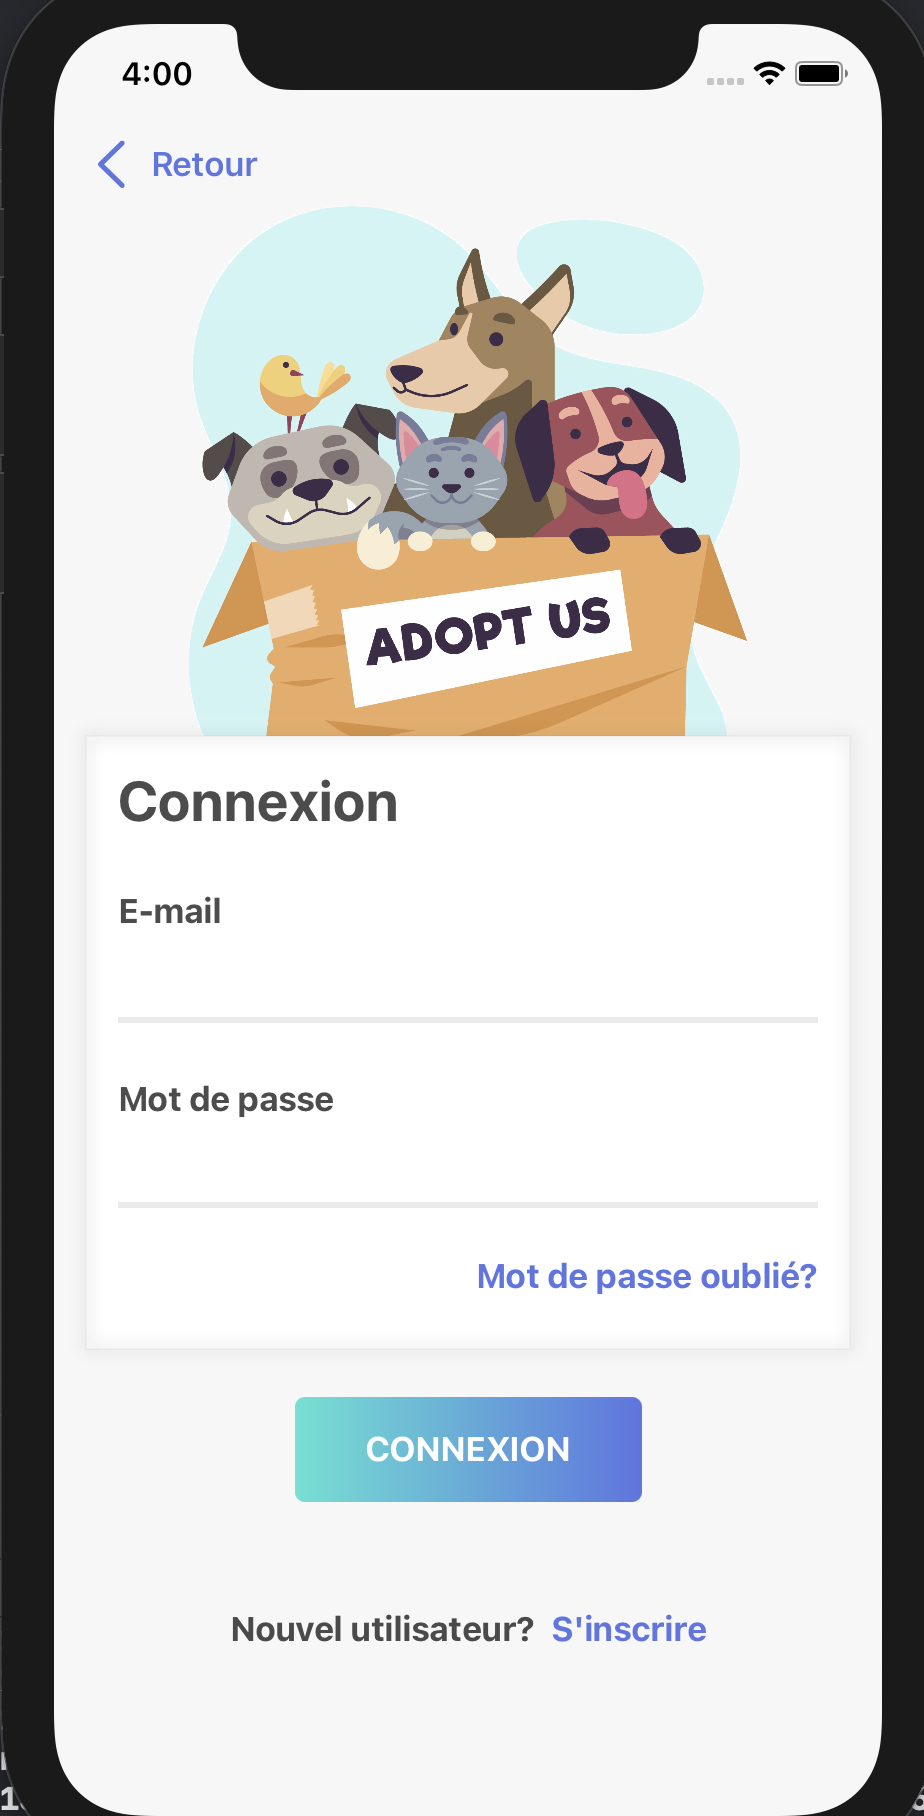 4:00
Retour
ADOPT US
Connexion
E-mail
Mot de passe
Mot de passe oublié?
CONNEXION
Nouvel utilisateur? S'inscrire